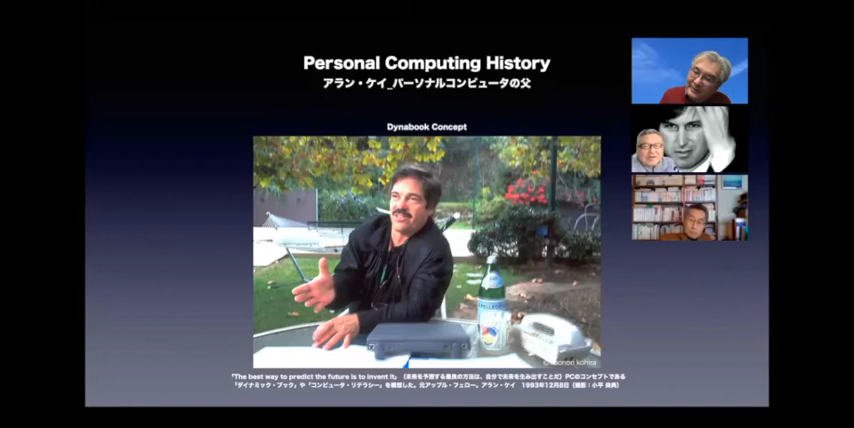 Personal Computing History
アラン・ケイ_パーソナルコンピュータの父
Dynabook Concept
kohira
「The best way to predict the future is to invent it」（未来を予測する最良の方法は、自分で未来を生み出すことだ）PCのコンセプトである
「ダイナミック・ブック」や「コンピュータ・リテラシー」を構想した。元アップル・フェロー。アラン・ケイ 1993年12月8日（撮影：小平 尚典）